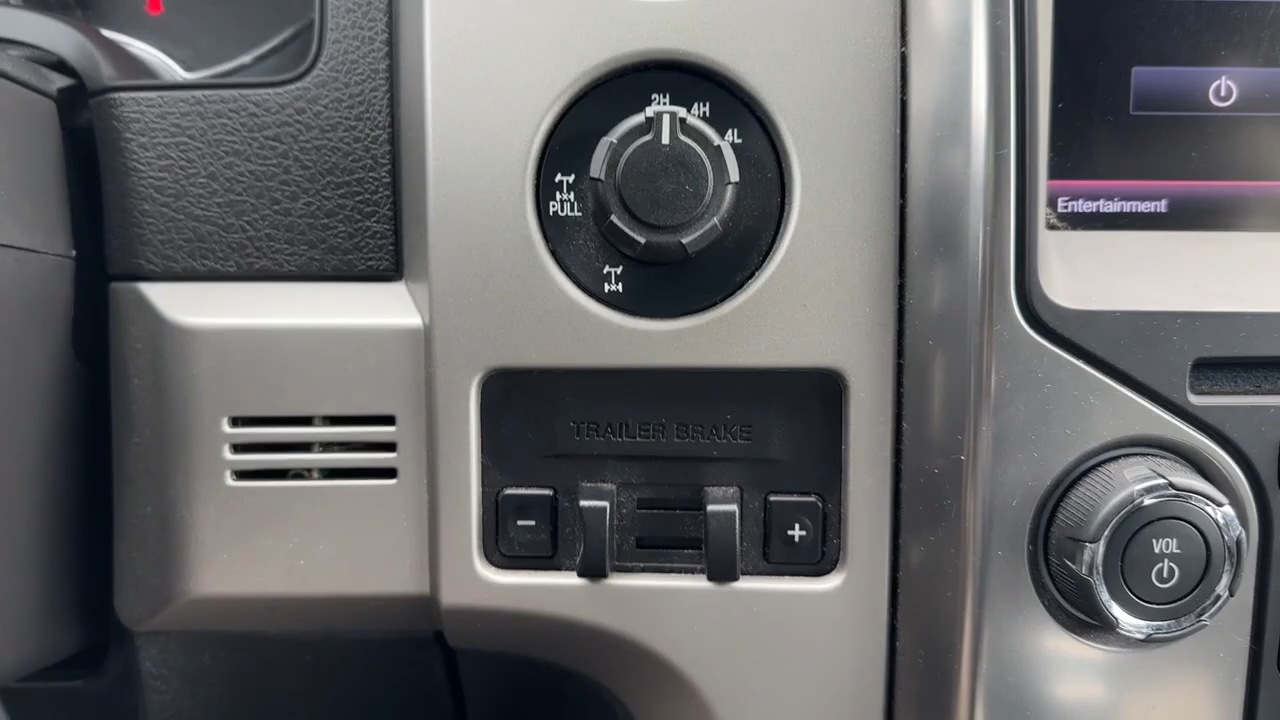 2H
4H
4L
PULL
Entertainment
TRAILER BRAKE
-
+
VOL